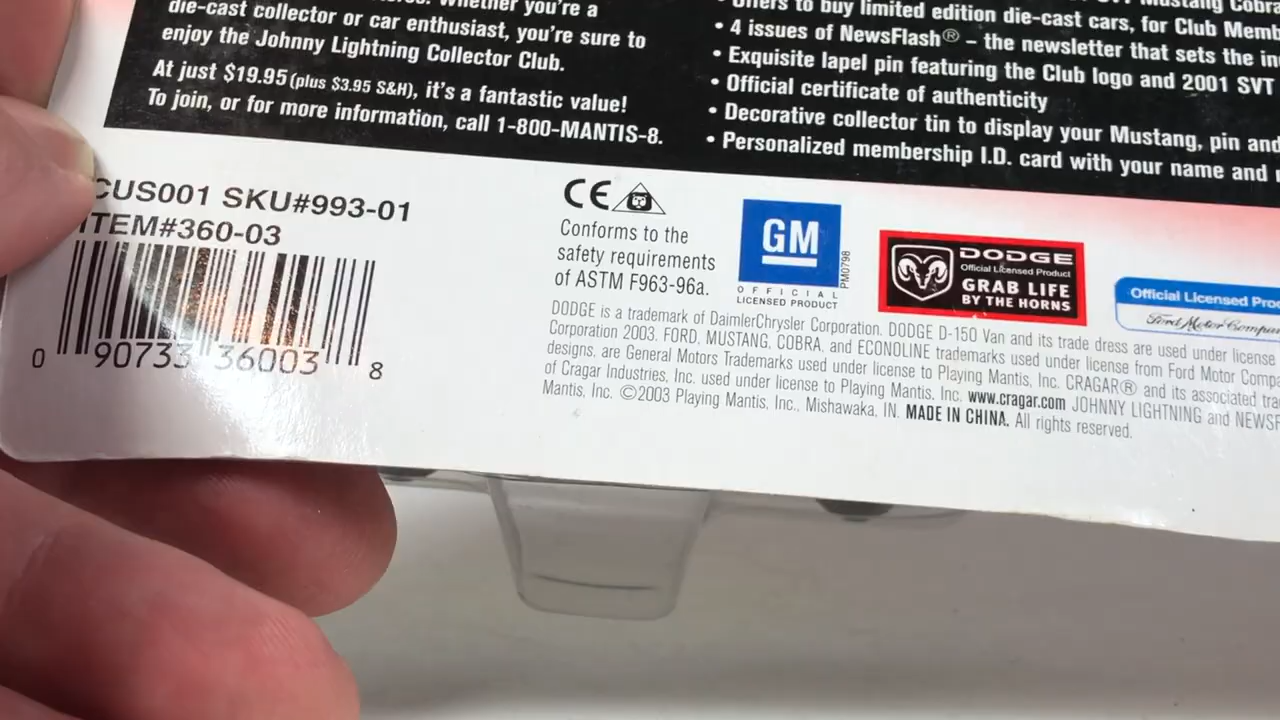 Whether you're a
die-cast collector or car enthusiast, you're sure to
enjoy the Johnny Lightning Collector Club.
At just $19.95 (plus $3.95 S&H), it's a fantastic value!
To join, or for more information, call 1-800-MANTIS-8.
Mustang Cobra
• Offers to buy limited edition die-cast cars, for Club Memb
• 4 issues of NewsFlash® – the newsletter that sets the in
• Exquisite lapel pin featuring the Club logo and 2001 SVT
• Official certificate of authenticity
• Decorative collector tin to display your Mustang, pin and
• Personalized membership I.D. card with your name and
CUS001 SKU#993-01
ITEM#360-03
0 90733 36003 8
CE
Conforms to the
safety requirements
of ASTM F963-96a.
GM
OFFICIAL
LICENSED PRODUCT
PM0798
DODGE
Official Licensed Product
GRAB LIFE
BY THE HORNS
Official Licensed Pro
Ford Motor Compan
DODGE is a trademark of DaimlerChrysler Corporation. DODGE D-150 Van and its trade dress are used under license
Corporation 2003. FORD, MUSTANG, COBRA, and ECONOLINE trademarks used under license from Ford Motor Comp
designs, are General Motors Trademarks used under license to Playing Mantis, Inc. CRAGAR® and its associated tra
of Cragar Industries, Inc. used under license to Playing Mantis, Inc. www.cragar.com JOHNNY LIGHTNING and NEWSF
Mantis, Inc. ©2003 Playing Mantis, Inc., Mishawaka, IN. MADE IN CHINA. All rights reserved.